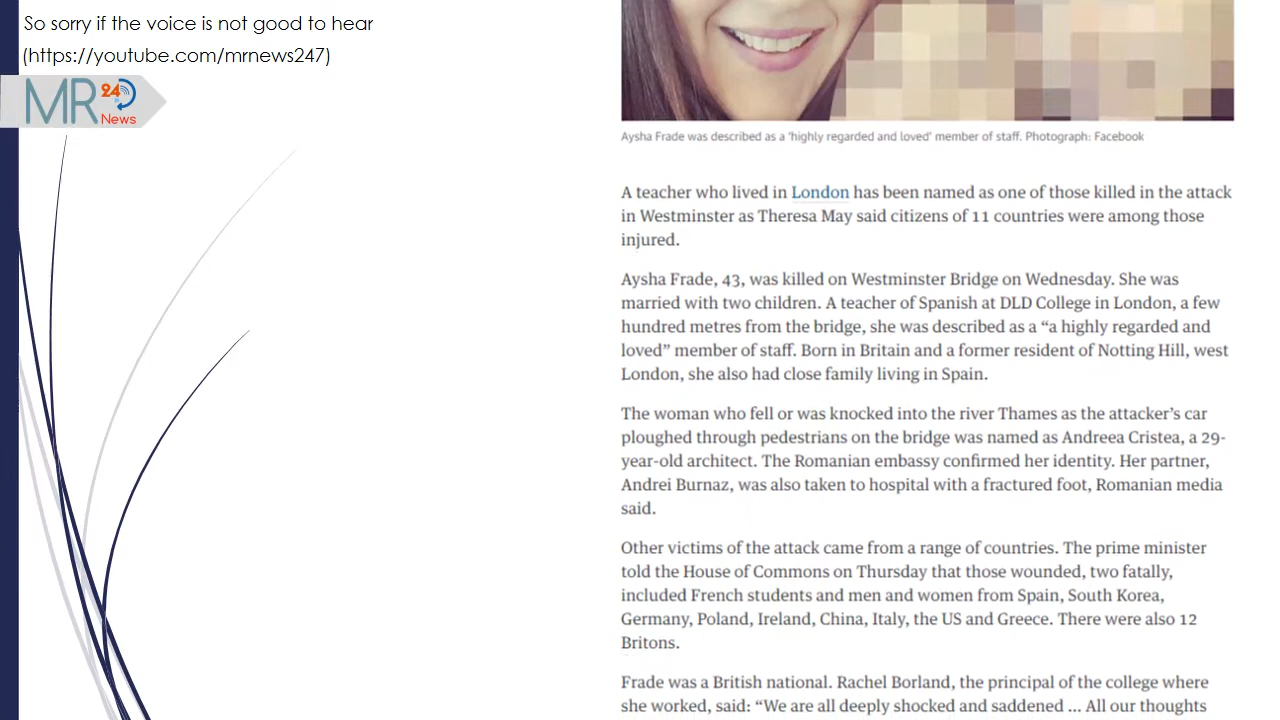 So sorry if the voice is not good to hear
(https://youtube.com/mrnews247)
MR 24
News
Aysha Frade was described as a ‘highly regarded and loved’ member of staff. Photograph: Facebook
A teacher who lived in London has been named as one of those killed in the attack
in Westminster as Theresa May said citizens of 11 countries were among those
injured.
Aysha Frade, 43, was killed on Westminster Bridge on Wednesday. She was
married with two children. A teacher of Spanish at DLD College in London, a few
hundred metres from the bridge, she was described as a “a highly regarded and
loved” member of staff. Born in Britain and a former resident of Notting Hill, west
London, she also had close family living in Spain.
The woman who fell or was knocked into the river Thames as the attacker’s car
ploughed through pedestrians on the bridge was named as Andreea Cristea, a 29-
year-old architect. The Romanian embassy confirmed her identity. Her partner,
Andrei Burnaz, was also taken to hospital with a fractured foot, Romanian media
said.
Other victims of the attack came from a range of countries. The prime minister
told the House of Commons on Thursday that those wounded, two fatally,
included French students and men and women from Spain, South Korea,
Germany, Poland, Ireland, China, Italy, the US and Greece. There were also 12
Britons.
Frade was a British national. Rachel Borland, the principal of the college where
she worked, said: “We are all deeply shocked and saddened ... All our thoughts